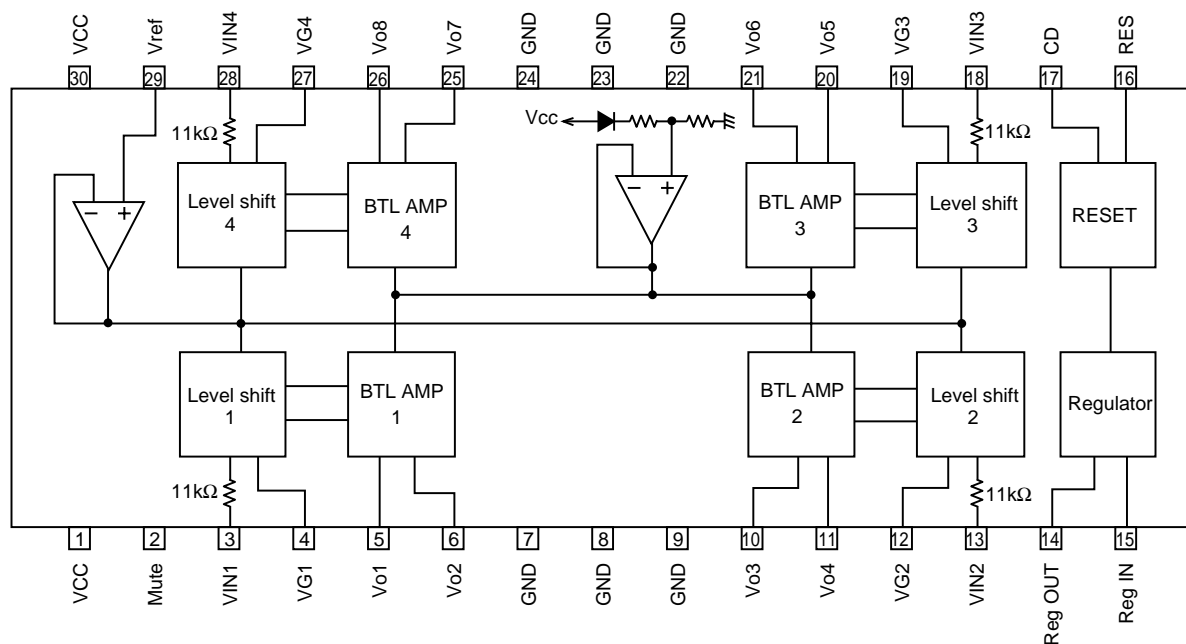 VCC Vref VIN4 VG4 Vo8 Vo7 GND GND GND Vo6 Vo5 VG3 VIN3 CD RES
30 29 28 27 26 25 24 23 22 21 20 19 18 17 16
11kΩ Vcc 11kΩ
− + Level shift 4 BTL AMP 4 − + BTL AMP 3 Level shift 3 RESET
Level shift 1 BTL AMP 1 BTL AMP 2 Level shift 2 Regulator
11kΩ 11kΩ
1 2 3 4 5 6 7 8 9 10 11 12 13 14 15
VCC Mute VIN1 VG1 Vo1 Vo2 GND GND GND Vo3 Vo4 VG2 VIN2 Reg OUT Reg IN